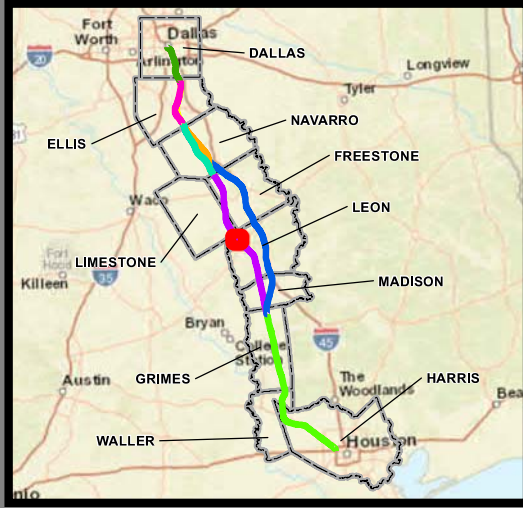 Fort
Worth
Dallas
DALLAS
Arlington
20
Longview
Tyler
NAVARRO
ELLIS
FREESTONE
Waco
LEON
LIMESTONE
Fort
Hood
35
Killeen
MADISON
Bryan
College
Station
45
Austin
GRIMES
The
Woodlands
HARRIS
Bea
WALLER
Houston
nio